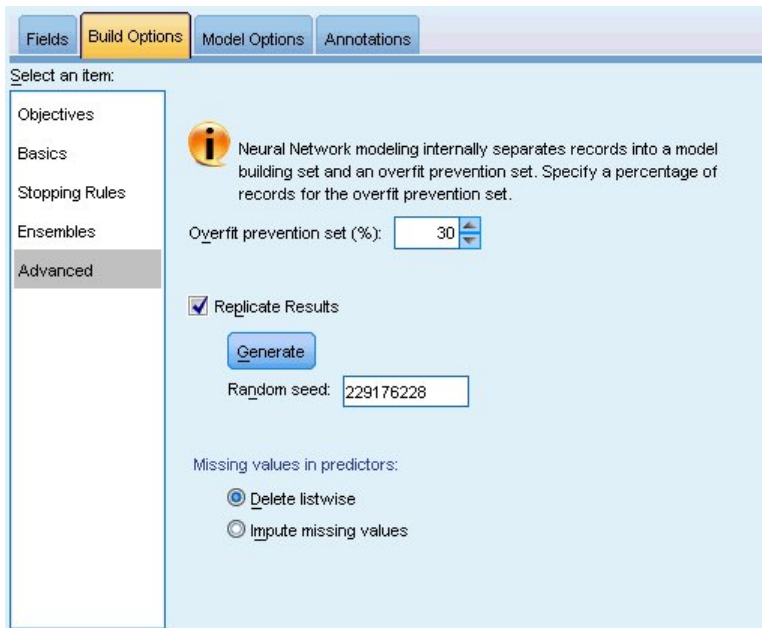 Fields
Build Options
Model Options
Annotations
Select an item:
Objectives
Basics
Stopping Rules
Ensembles
Advanced
Neural Network modeling internally separates records into a model
building set and an overfit prevention set. Specify a percentage of
records for the overfit prevention set.
Overfit prevention set (%): 30
Replicate Results
Generate
Random seed: 229176228
Missing values in predictors:
Delete listwise
Impute missing values